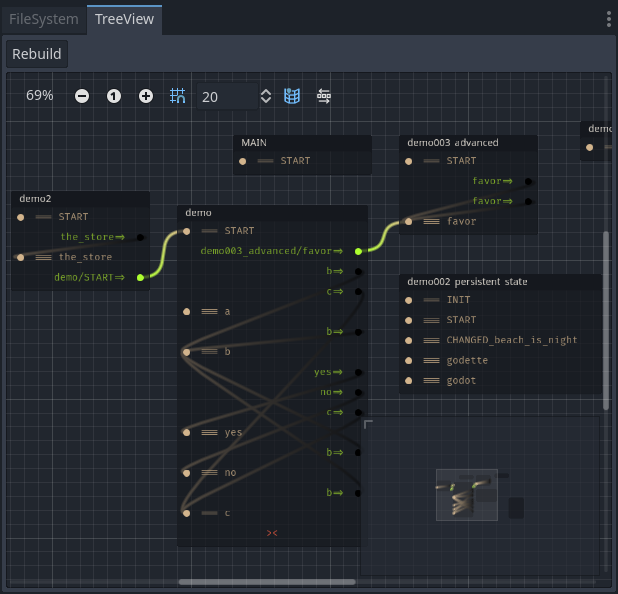 FileSystem TreeView
Rebuild
69% 1 20
MAIN
START
demo003 advanced
START
favor⇒
favor⇒
favor
demo
demo2
START
the_store⇒
the_store
demo/START⇒
demo
START
demo003_advanced/favor⇒
b⇒
c⇒
a
b⇒
b
yes⇒
no⇒
c⇒
yes
b⇒
no
b⇒
c
><
demo002 persistent state
INIT
START
CHANGED_beach_is_night
godette
godot